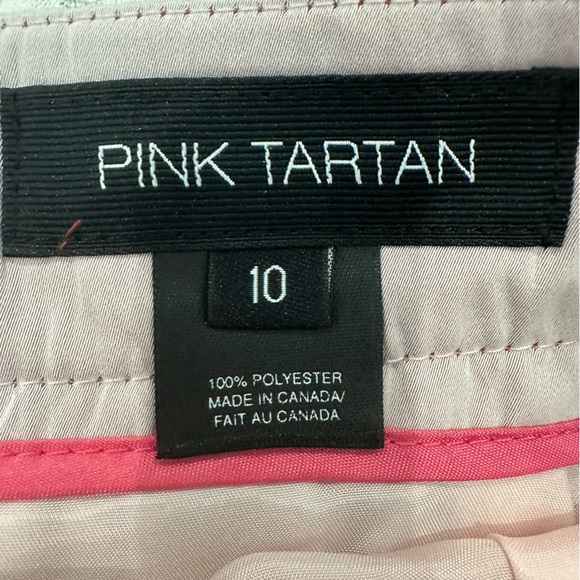 PINK TARTAN
10
100% POLYESTER
MADE IN CANADA/
FAIT AU CANADA